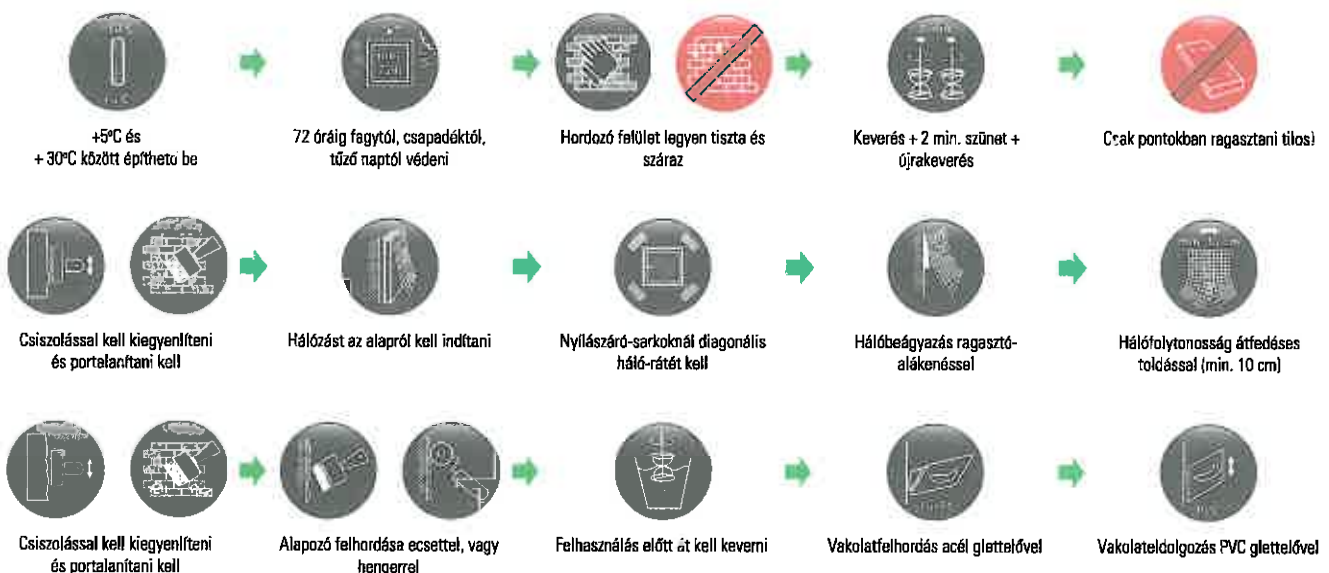 +5°C és
+ 30°C között építhető be
72 óráig fagytól, csapadéktól,
tűző naptól védeni
Hordozó felület legyen tiszta és
száraz
Keverés + 2 min. szünet +
újrakeverés
Csak pontokban ragasztani tilos!
Csiszolással kell kiegyenlíteni
és portalanítani kell
Hálózást az alapról kell indítani
Nyílászáró-sarkoknál diagonális
háló-rátét kell
Hálóbeágyazás ragasztó-
alákenéssel
Hálófolytonosság átfedéses
toldással (min. 10 cm)
Csiszolással kell kiegyenlíteni
és portalanítani kell
Alapozó felhordása ecsettel, vagy
hengerrel
Felhasználás előtt át kell keverni
Vakolatfelhordás acél glettelővel
Vakolateldolgozás PVC glettelővel